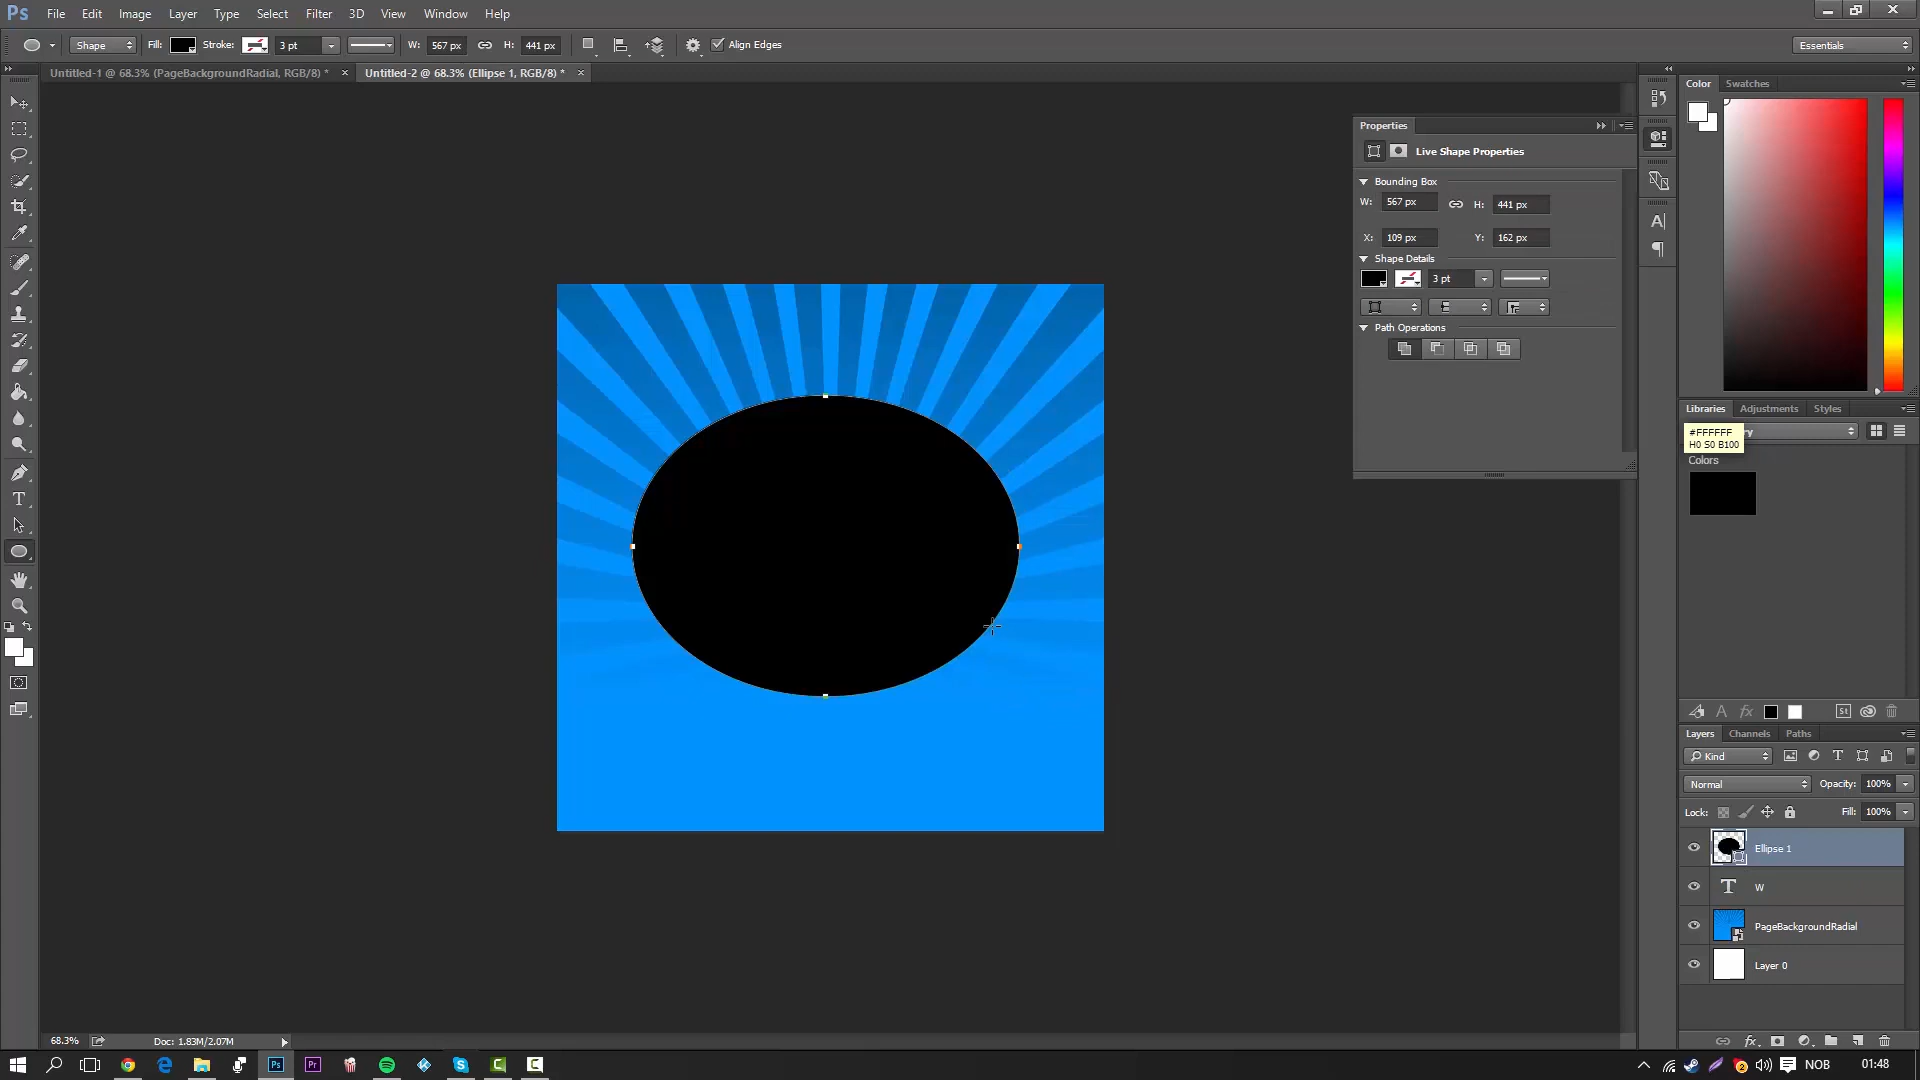 Ps File Edit Image Layer Type Select Filter 3D View Window Help
Shape Fill: Stroke: 3 pt W: 567 px H: 441 px Align Edges Essentials
Untitled-1 @ 68.3% (PageBackgroundRadial, RGB/8) * Untitled-2 @ 68.3% (Ellipse 1, RGB/8) *
Color Swatches
Properties
Live Shape Properties
Bounding Box
W: 567 px H: 441 px
X: 109 px Y: 162 px
Shape Details
3 pt
Path Operations
Libraries Adjustments Styles
#FFFFFF
H0 S0 B100
ry
Colors
St
Layers Channels Paths
Kind
Normal Opacity: 100%
Lock: Fill: 100%
Ellipse 1
W
PageBackgroundRadial
Layer 0
68.3% Doc: 1.83M/2.07M
Ps Pr NOB 01:48